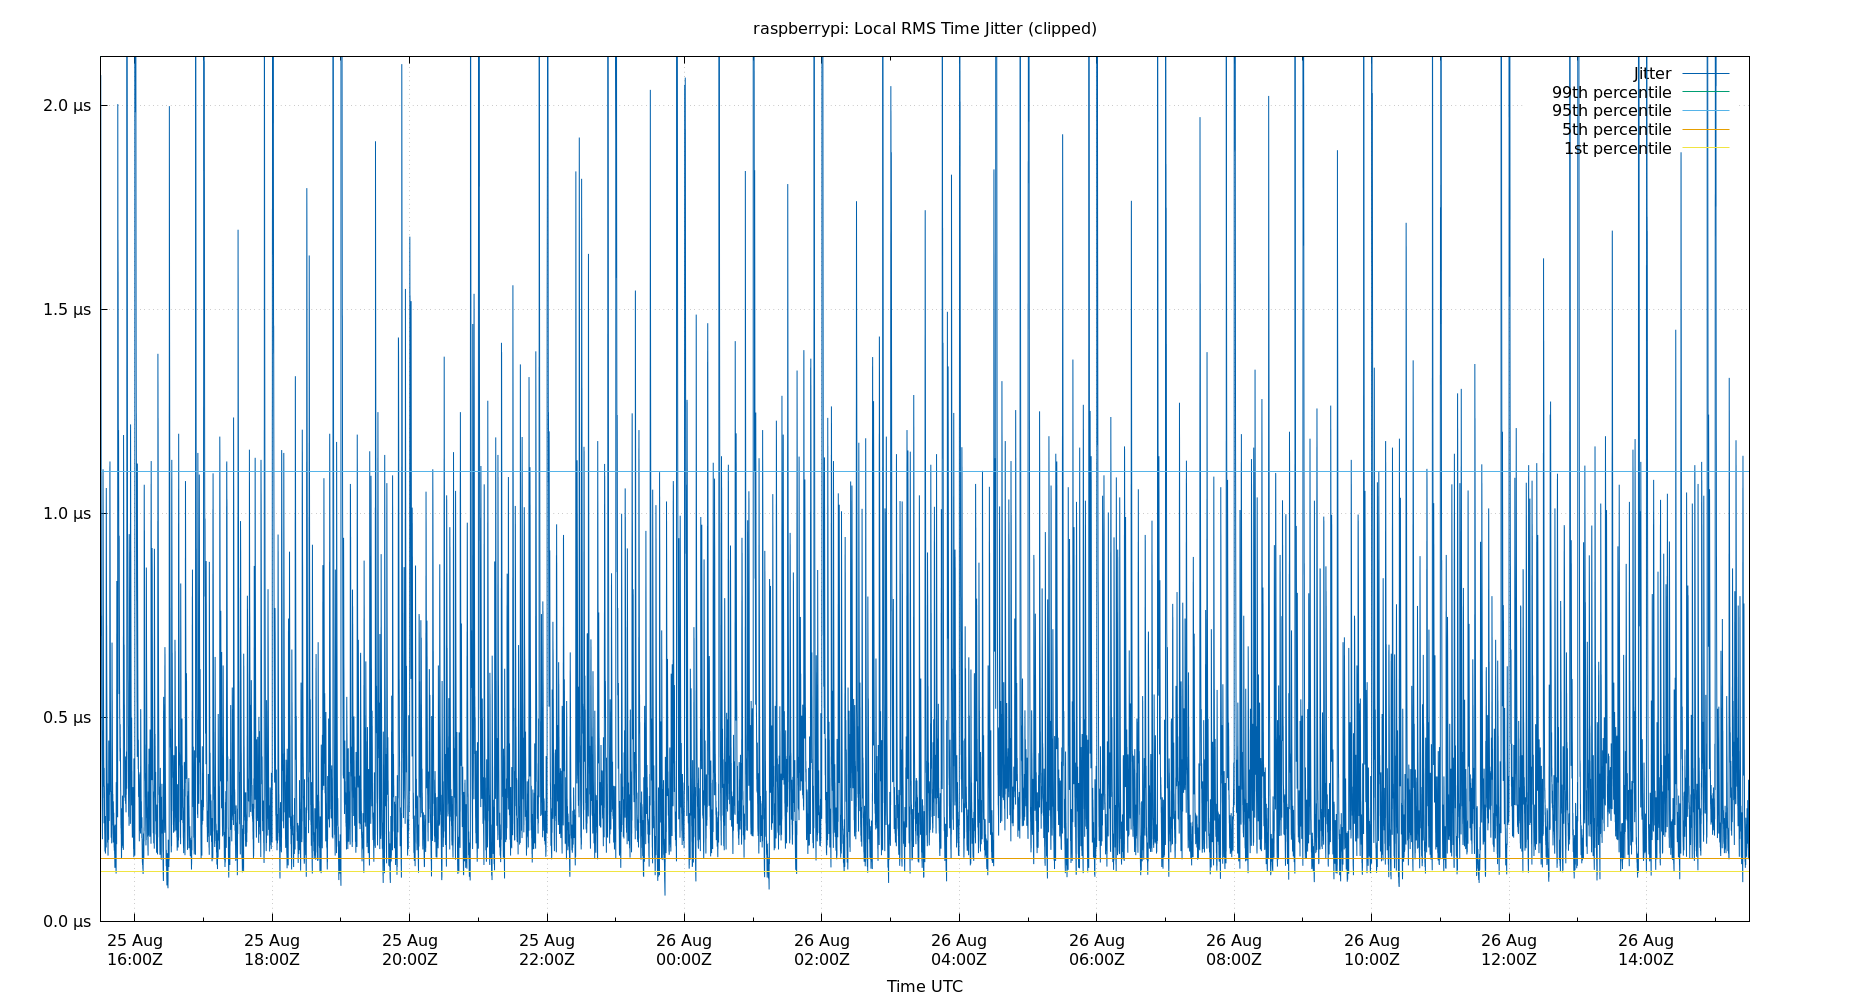 raspberrypi: Local RMS Time Jitter (clipped)
Jitter
99th percentile
95th percentile
5th percentile
1st percentile
2.0 µs
1.5 µs
1.0 µs
0.5 µs
0.0 µs
25 Aug 25 Aug 25 Aug 25 Aug 26 Aug 26 Aug 26 Aug 26 Aug 26 Aug 26 Aug 26 Aug 26 Aug
16:00Z 18:00Z 20:00Z 22:00Z 00:00Z 02:00Z 04:00Z 06:00Z 08:00Z 10:00Z 12:00Z 14:00Z
Time UTC